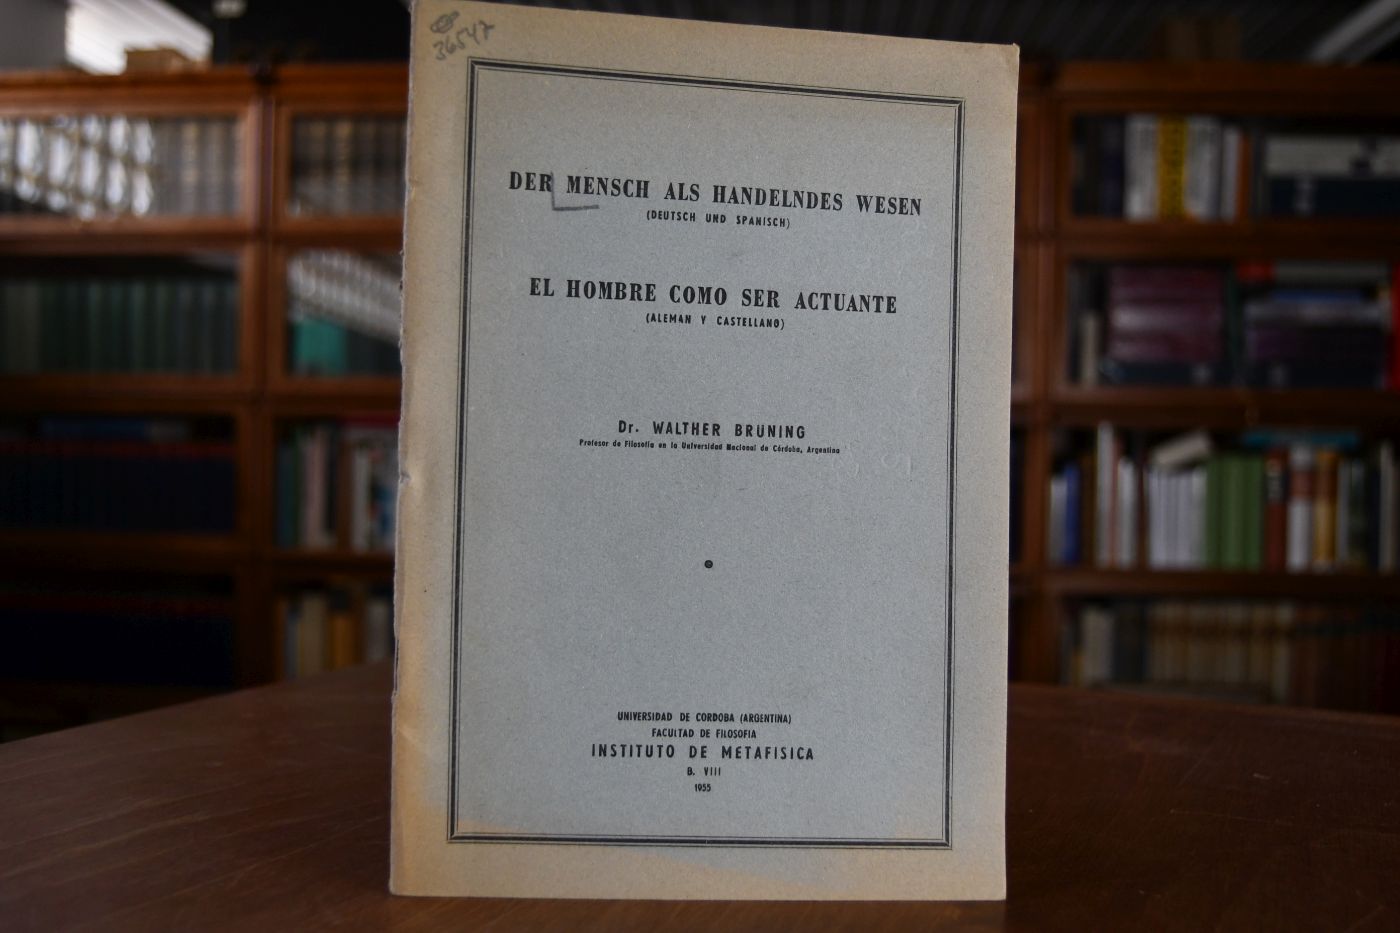 36547
DER MENSCH ALS HANDELNDES WESEN
(DEUTSCH UND SPANISCH)
EL HOMBRE COMO SER ACTUANTE
(ALEMAN Y CASTELLANO)
Dr. WALTHER BRÜNING
Profesor de Filosofía en la Universidad Nacional de Córdoba, Argentina
UNIVERSIDAD DE CORDOBA (ARGENTINA)
FACULTAD DE FILOSOFIA
INSTITUTO DE METAFISICA
B. VIII
1955